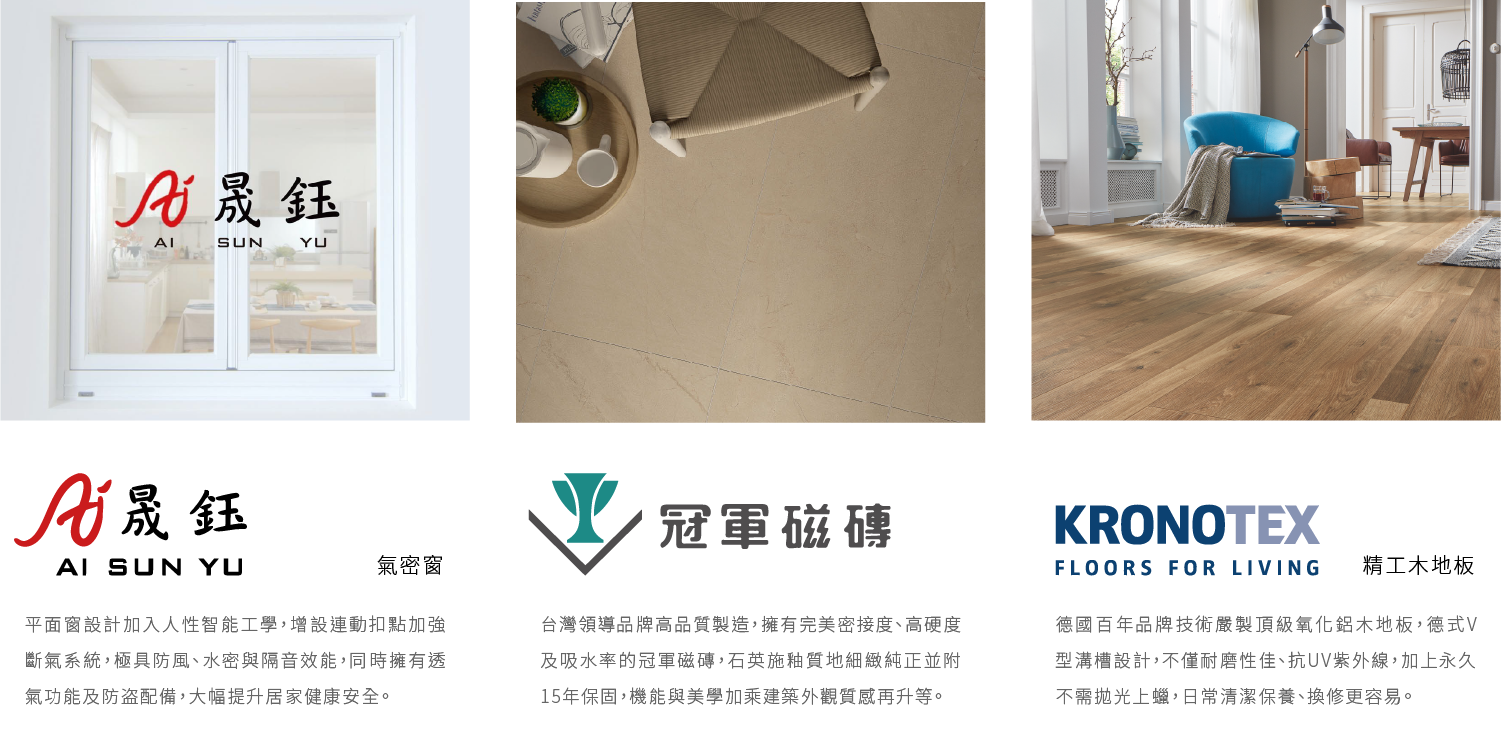 Ai 晟鈺
AI SUN YU
Ai 晟鈺
AI SUN YU
氣密窗
平面窗設計加入人性智能工學，增設連動扣點加強
斷氣系統，極具防風、水密與隔音效能，同時擁有透
氣功能及防盜配備，大幅提升居家健康安全。
冠軍磁磚
台灣領導品牌高品質製造，擁有完美密接度、高硬度
及吸水率的冠軍磁磚，石英施釉質地細緻純正並附
15年保固，機能與美學加乘建築外觀質感再升等。
KRONOTEX
FLOORS FOR LIVING
精工木地板
德國百年品牌技術嚴製頂級氧化鋁木地板，德式V
型溝槽設計，不僅耐磨性佳、抗UV紫外線，加上永久
不需拋光上蠟，日常清潔保養、換修更容易。